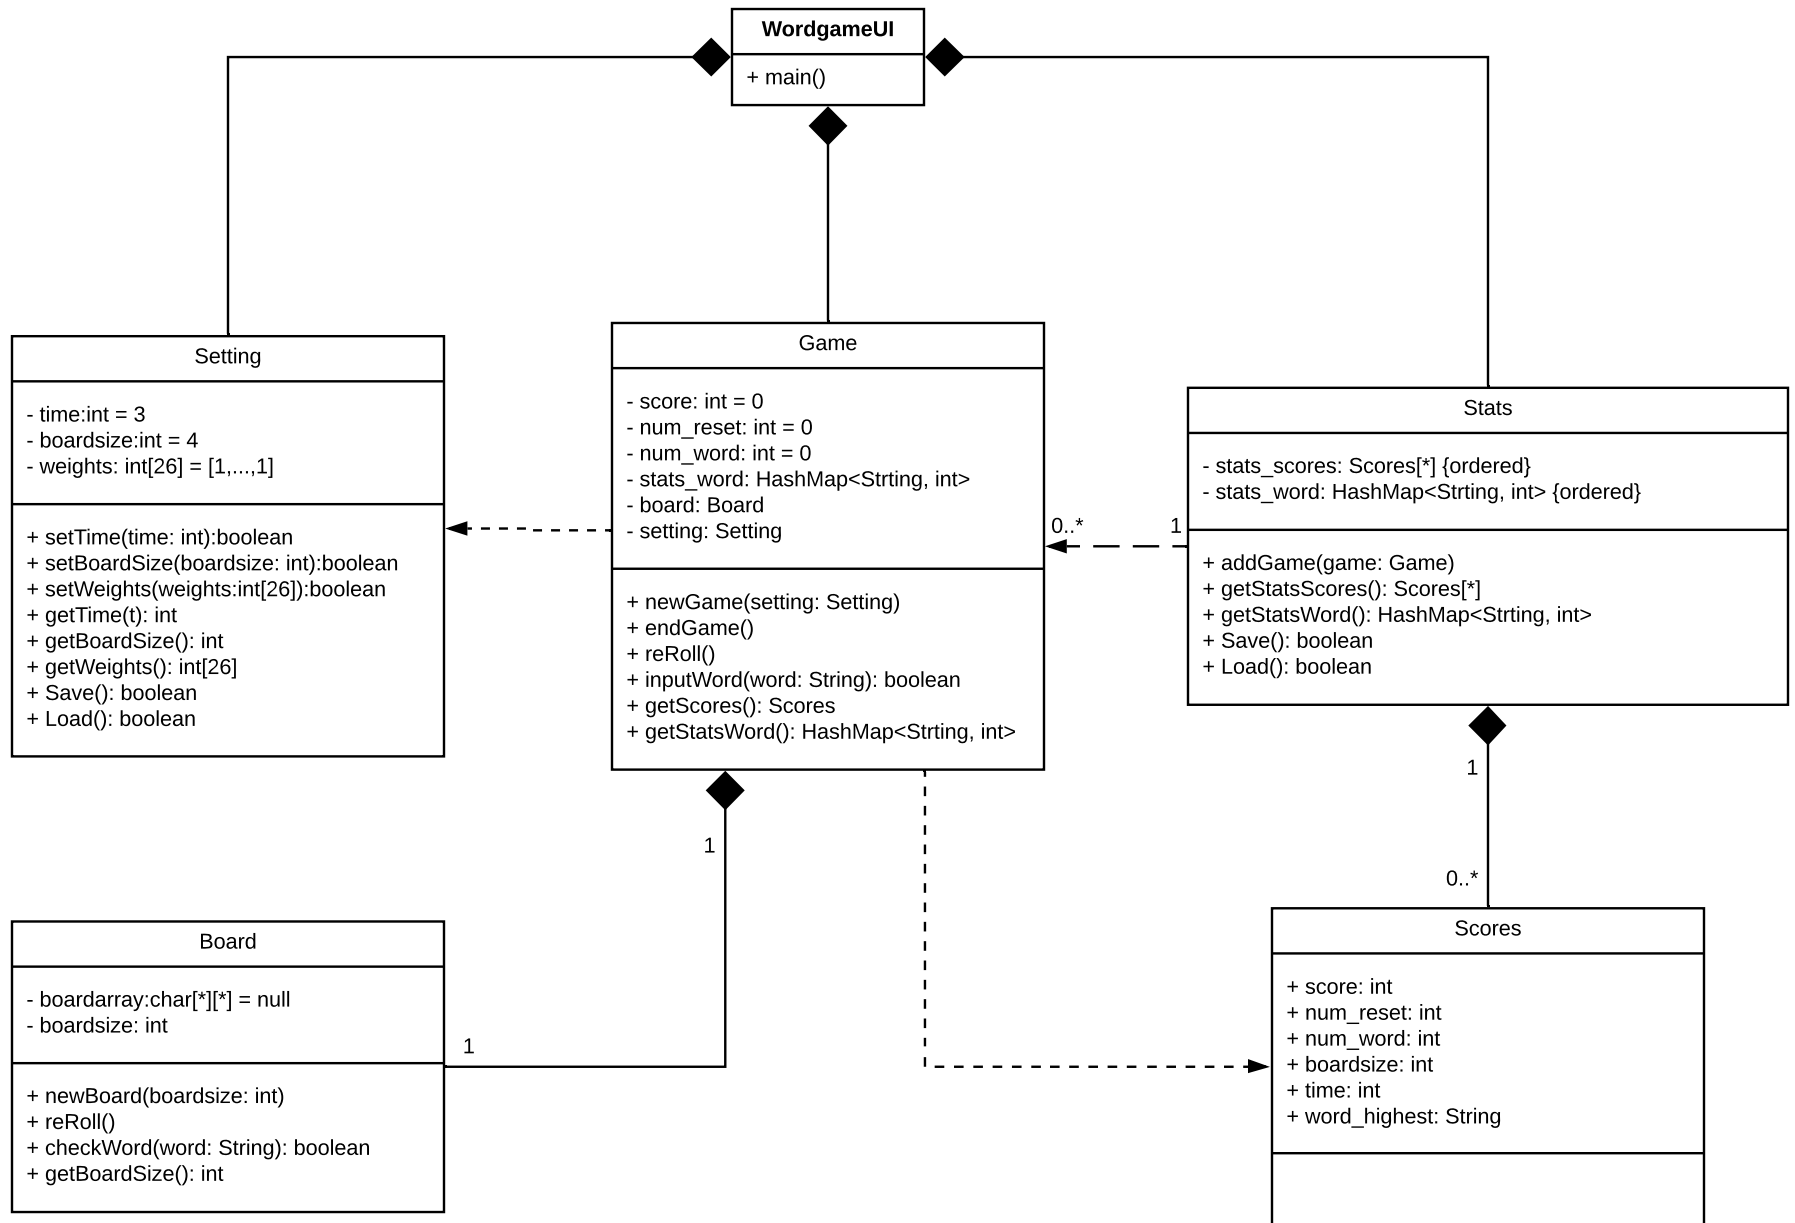 WordgameUI
+ main()
Setting
- time:int = 3
- boardsize:int = 4
- weights: int[26] = [1,...,1]
+ setTime(time: int):boolean
+ setBoardSize(boardsize: int):boolean
+ setWeights(weights:int[26]):boolean
+ getTime(t): int
+ getBoardSize(): int
+ getWeights(): int[26]
+ Save(): boolean
+ Load(): boolean
Game
- score: int = 0
- num_reset: int = 0
- num_word: int = 0
- stats_word: HashMap<Strting, int>
- board: Board
- setting: Setting
+ newGame(setting: Setting)
+ endGame()
+ reRoll()
+ inputWord(word: String): boolean
+ getScores(): Scores
+ getStatsWord(): HashMap<Strting, int>
0..*
1
Stats
- stats_scores: Scores[*] {ordered}
- stats_word: HashMap<Strting, int> {ordered}
+ addGame(game: Game)
+ getStatsScores(): Scores[*]
+ getStatsWord(): HashMap<Strting, int>
+ Save(): boolean
+ Load(): boolean
1
0..*
1
1
Board
- boardarray:char[*][*] = null
- boardsize: int
+ newBoard(boardsize: int)
+ reRoll()
+ checkWord(word: String): boolean
+ getBoardSize(): int
Scores
+ score: int
+ num_reset: int
+ num_word: int
+ boardsize: int
+ time: int
+ word_highest: String